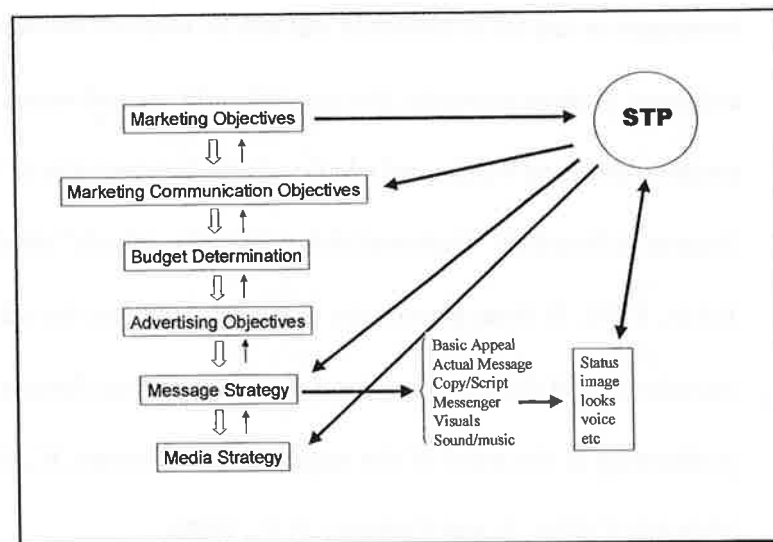 Marketing Objectives
STP
Marketing Communication Objectives
Budget Determination
Advertising Objectives
Message Strategy
Media Strategy
Basic Appeal
Actual Message
Copy/Script
Messenger
Visuals
Sound/music
Status
image
looks
voice
etc